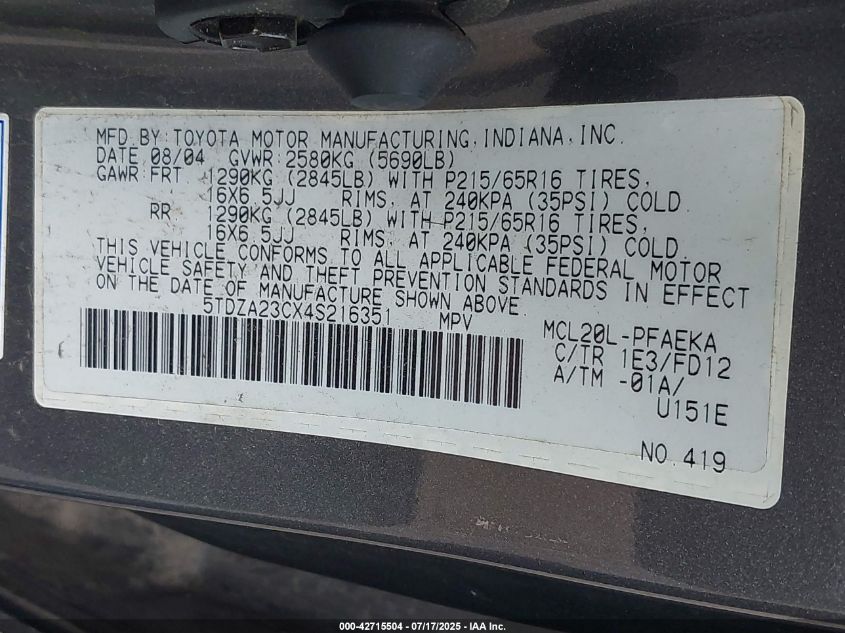 MFD BY TOYOTA MOTOR MANUFACTURING, INDIANA, INC.
DATE 08/04 GVWR 2580KG (5690LB)
GAWR FRT 1290KG (2845LB) WITH P215/65R16 TIRES,
16X6.5JJ RIMS, AT 240KPA (35PSI) COLD.
RR 1290KG (2845LB) WITH P215/65R16 TIRES,
16X6.5JJ RIMS, AT 240KPA (35PSI) COLD.
THIS VEHICLE CONFORMS TO ALL APPLICABLE FEDERAL MOTOR
VEHICLE SAFETY AND THEFT PREVENTION STANDARDS IN EFFECT
ON THE DATE OF MANUFACTURE SHOWN ABOVE.
5TDZA23CX4S216351 MPV
MCL20L-PFAEKA
C/TR 1E3/FD12
A/TM -01A/
U151E
NO. 419
000-42715504 / 07/17/2025 - IAA Inc.